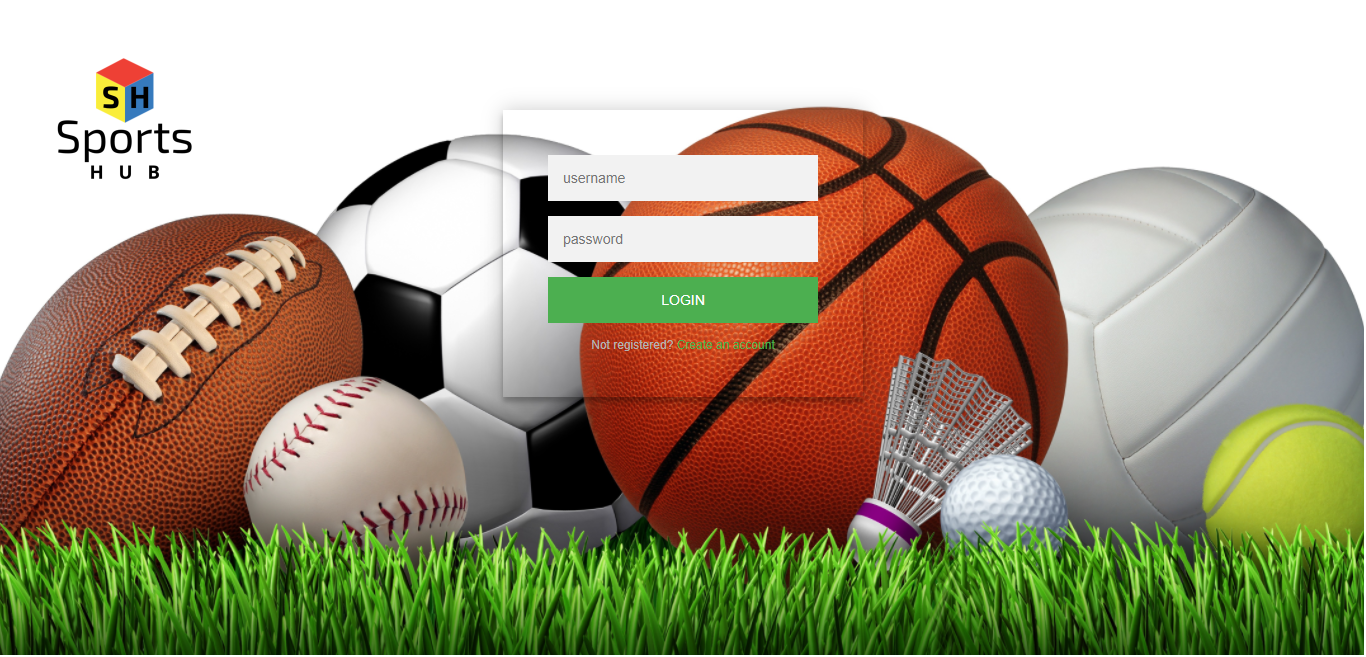 SH
Sports
HUB
username
password
LOGIN
Not registered? Create an account